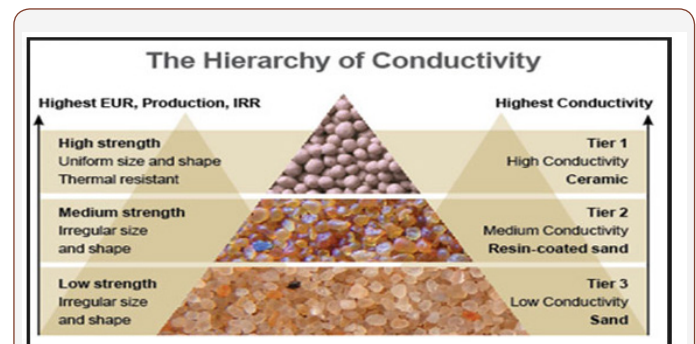 The Hierarchy of Conductivity
Highest EUR, Production, IRR
Highest Conductivity
High strength
Uniform size and shape
Thermal resistant
Tier 1
High Conductivity
Ceramic
Medium strength
Irregular size
and shape
Tier 2
Medium Conductivity
Resin-coated sand
Low strength
Irregular size
and shape
Tier 3
Low Conductivity
Sand